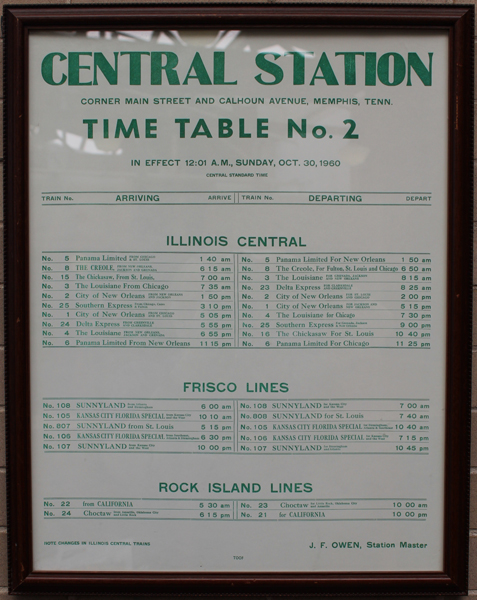 CENTRAL STATION
CORNER MAIN STREET AND CALHOUN AVENUE, MEMPHIS, TENN.
TIME TABLE No. 2
IN EFFECT 12:01 A.M., SUNDAY, OCT. 30, 1960
CENTRAL STANDARD TIME
TRAIN No. ARRIVING ARRIVE TRAIN No. DEPARTING DEPART
ILLINOIS CENTRAL
No. 5 Panama Limited 1 40 am No. 5 Panama Limited For New Orleans 1 50 am
No. 8 THE CREOLE, 6 15 am No. 8 The Creole, For Fulton, St. Louis and Chicago 6 50 am
No. 15 The Chickasaw, From St. Louis, 7 00 am No. 3 The Louisiane 8 15 am
No. 3 The Louisiane From Chicago 7 35 am No. 23 Delta Express 8 25 am
No. 2 City of New Orleans 1 50 pm No. 2 City of New Orleans 2 00 pm
No. 25 Southern Express 3 10 pm No. 1 City of New Orleans 5 15 pm
No. 1 City of New Orleans 5 05 pm No. 4 The Louisiane for Chicago 7 30 pm
No. 24 Delta Express 5 55 pm No. 25 Southern Express 9 00 pm
No. 4 The Louisiane 6 55 pm No. 16 The Chickasaw For St. Louis 10 40 pm
No. 6 Panama Limited From New Orleans 11 15 pm No. 6 Panama Limited For Chicago 11 25 pm
FRISCO LINES
No. 108 SUNNYLAND 6 00 am No. 108 SUNNYLAND 7 00 am
No. 105 KANSAS CITY FLORIDA SPECIAL 10 10 am No. 808 SUNNYLAND for St. Louis 7 40 am
No. 807 SUNNYLAND from St. Louis 5 15 pm No. 105 KANSAS CITY FLORIDA SPECIAL 10 40 am
No. 106 KANSAS CITY FLORIDA SPECIAL 6 30 pm No. 106 KANSAS CITY FLORIDA SPECIAL 7 15 pm
No. 107 SUNNYLAND 10 00 pm No. 107 SUNNYLAND 10 45 pm
ROCK ISLAND LINES
No. 22 from CALIFORNIA 5 30 am No. 23 Choctaw 10 00 am
No. 24 Choctaw 6 15 pm No. 21 for CALIFORNIA 10 00 pm
NOTE CHANGES IN ILLINOIS CENTRAL TRAINS J. F. OWEN, Station Master